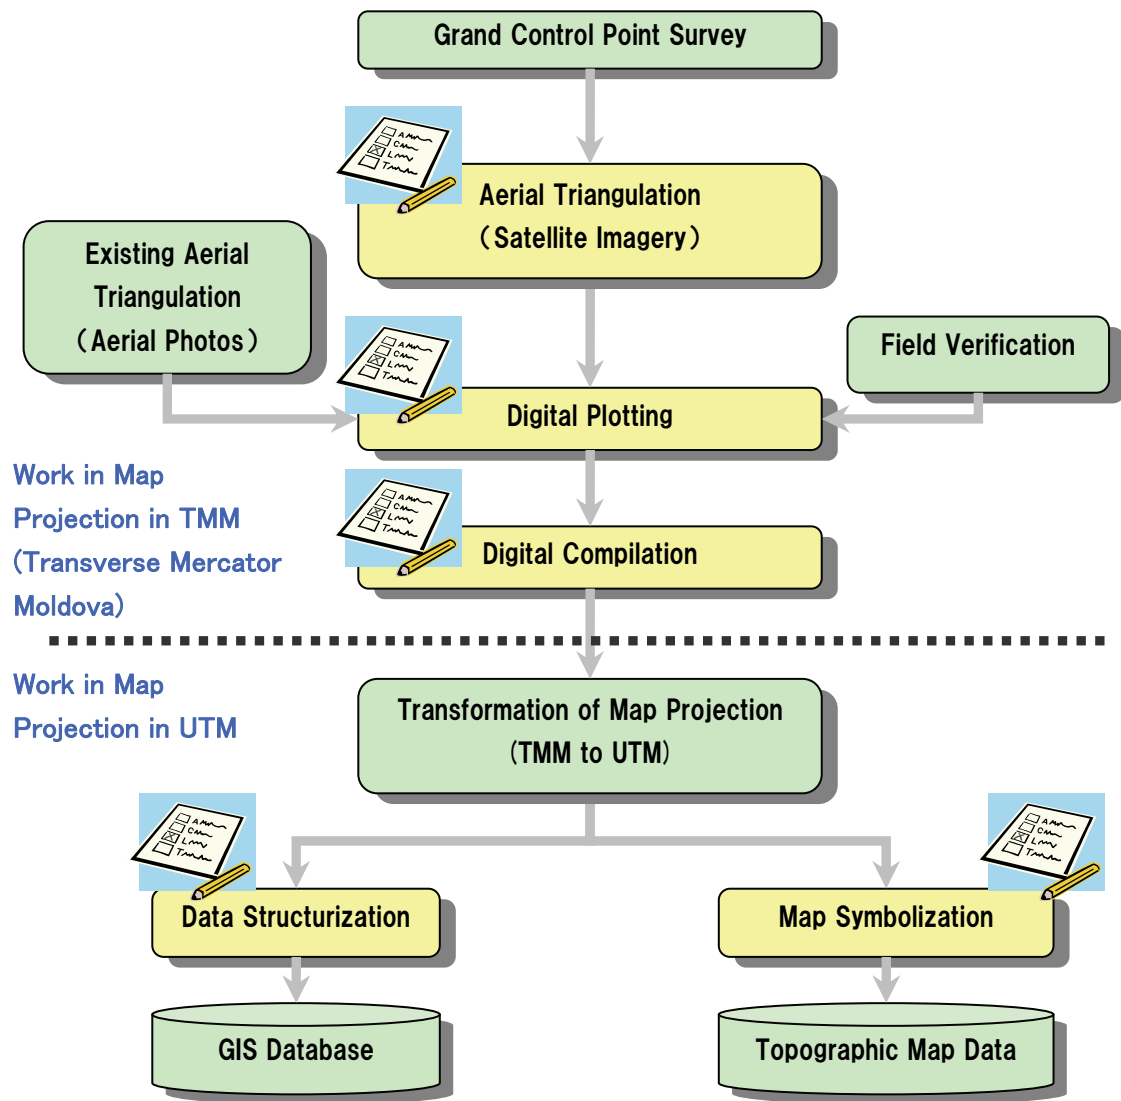 Grand Control Point Survey
Aerial Triangulation
（Satellite Imagery）
Existing Aerial
Triangulation
（Aerial Photos）
Field Verification
Digital Plotting
Work in Map
Projection in TMM
(Transverse Mercator
Moldova)
Digital Compilation
Work in Map
Projection in UTM
Transformation of Map Projection
(TMM to UTM)
Data Structurization
Map Symbolization
GIS Database
Topographic Map Data